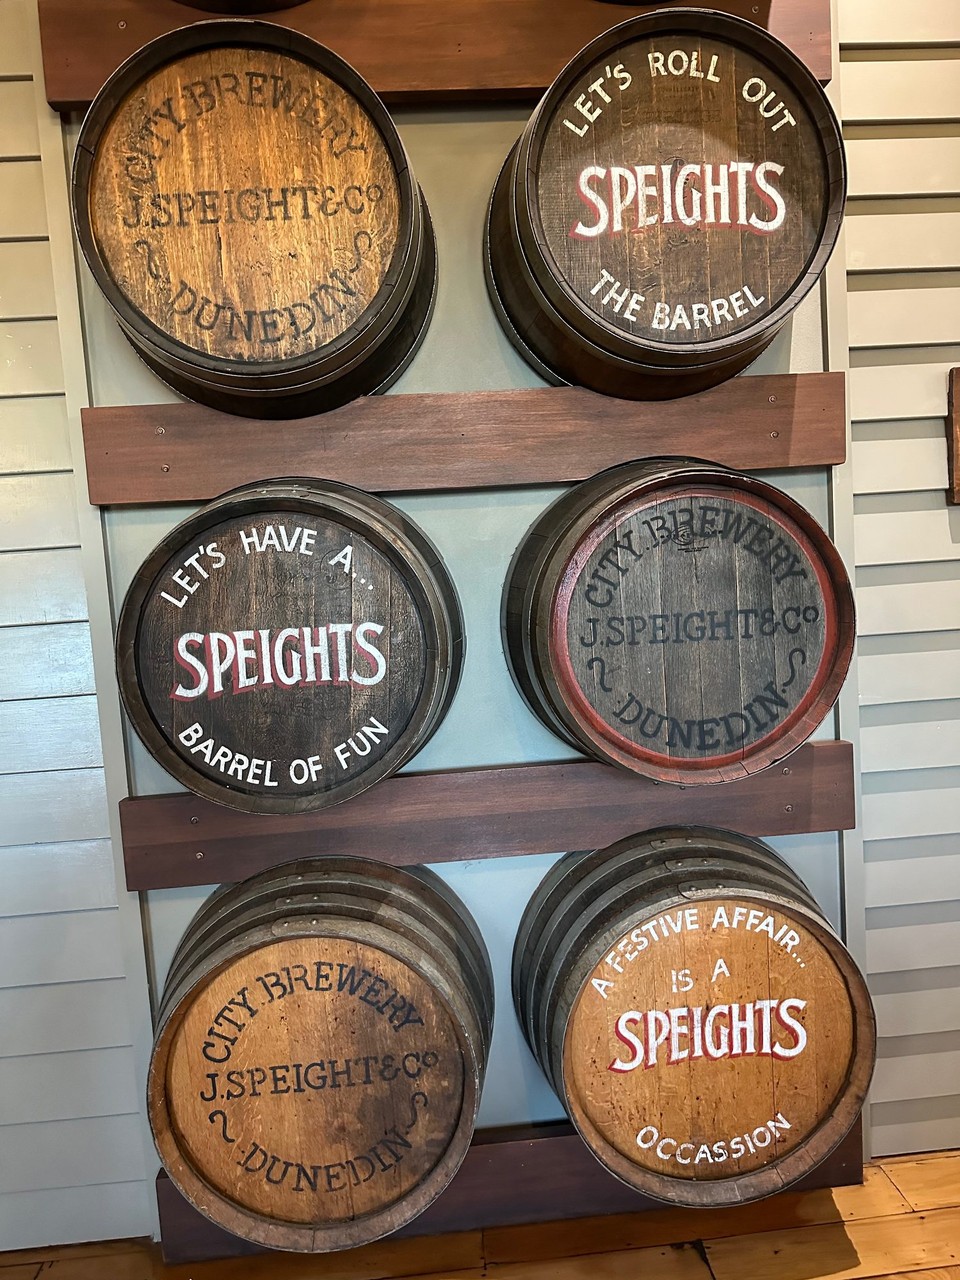 CITY BREWERY
J.SPEIGHT&Co
DUNEDIN
LET'S ROLL OUT
SPEIGHTS
THE BARREL
LET'S HAVE A...
SPEIGHTS
BARREL OF FUN
CITY BREWERY
J.SPEIGHT&Co
DUNEDIN
CITY BREWERY
J.SPEIGHT&Co
DUNEDIN
A FESTIVE AFFAIR...
IS A
SPEIGHTS
OCCASSION